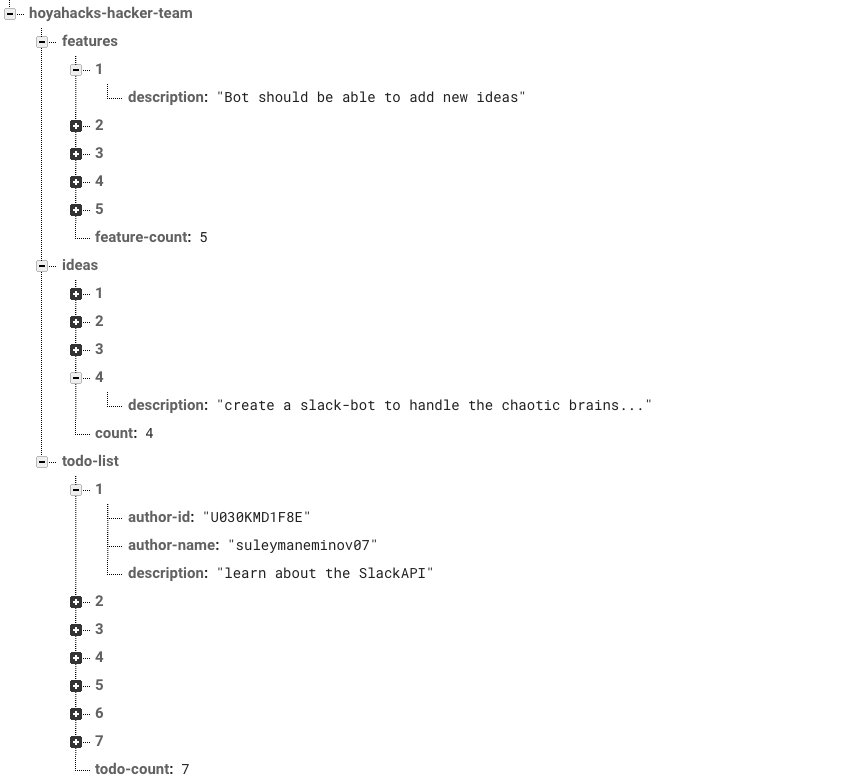 hoyahacks-hacker-team
features
1
description: "Bot should be able to add new ideas"
2
3
4
5
feature-count: 5
ideas
1
2
3
4
description: "create a slack-bot to handle the chaotic brains..."
count: 4
todo-list
1
author-id: "U030KMD1F8E"
author-name: "suleymaneminov07"
description: "learn about the SlackAPI"
2
3
4
5
6
7
todo-count: 7